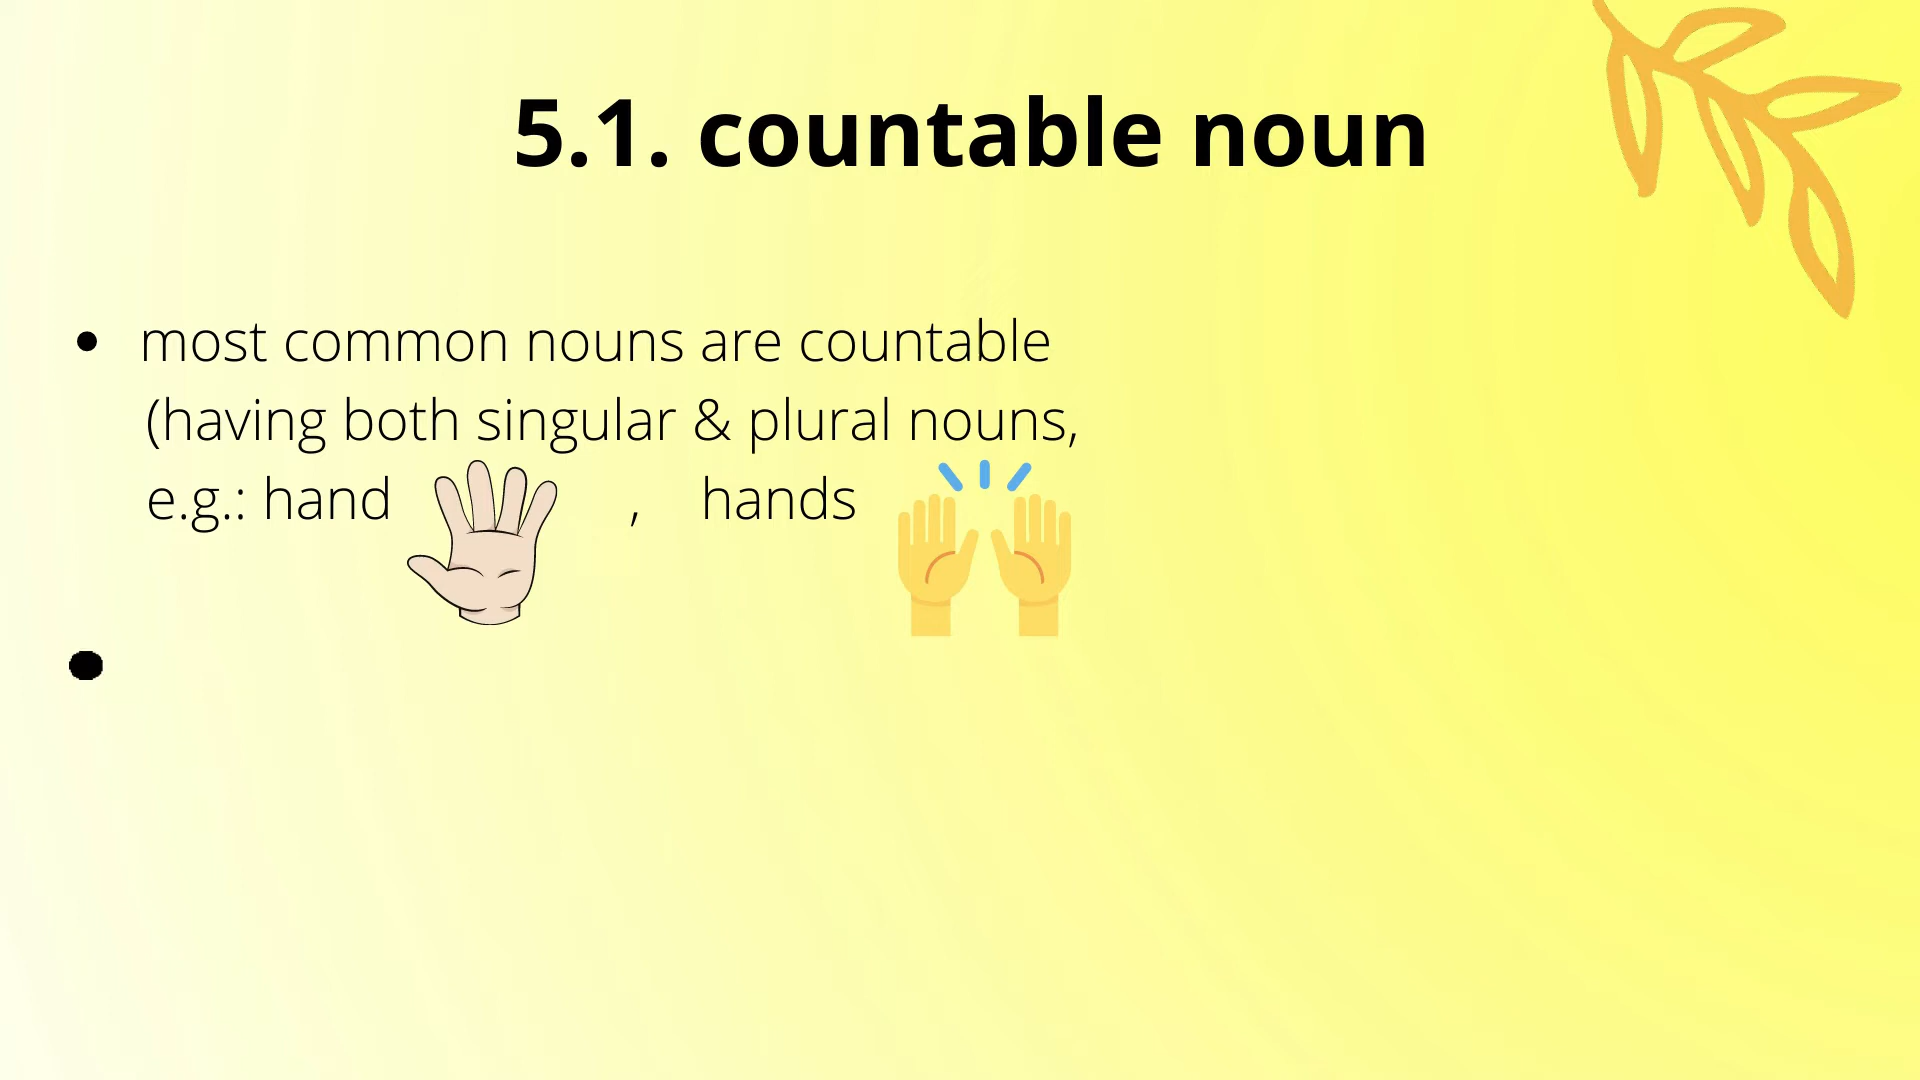 5.1. countable noun
• most common nouns are countable
(having both singular & plural nouns,
e.g.: hand , hands
•